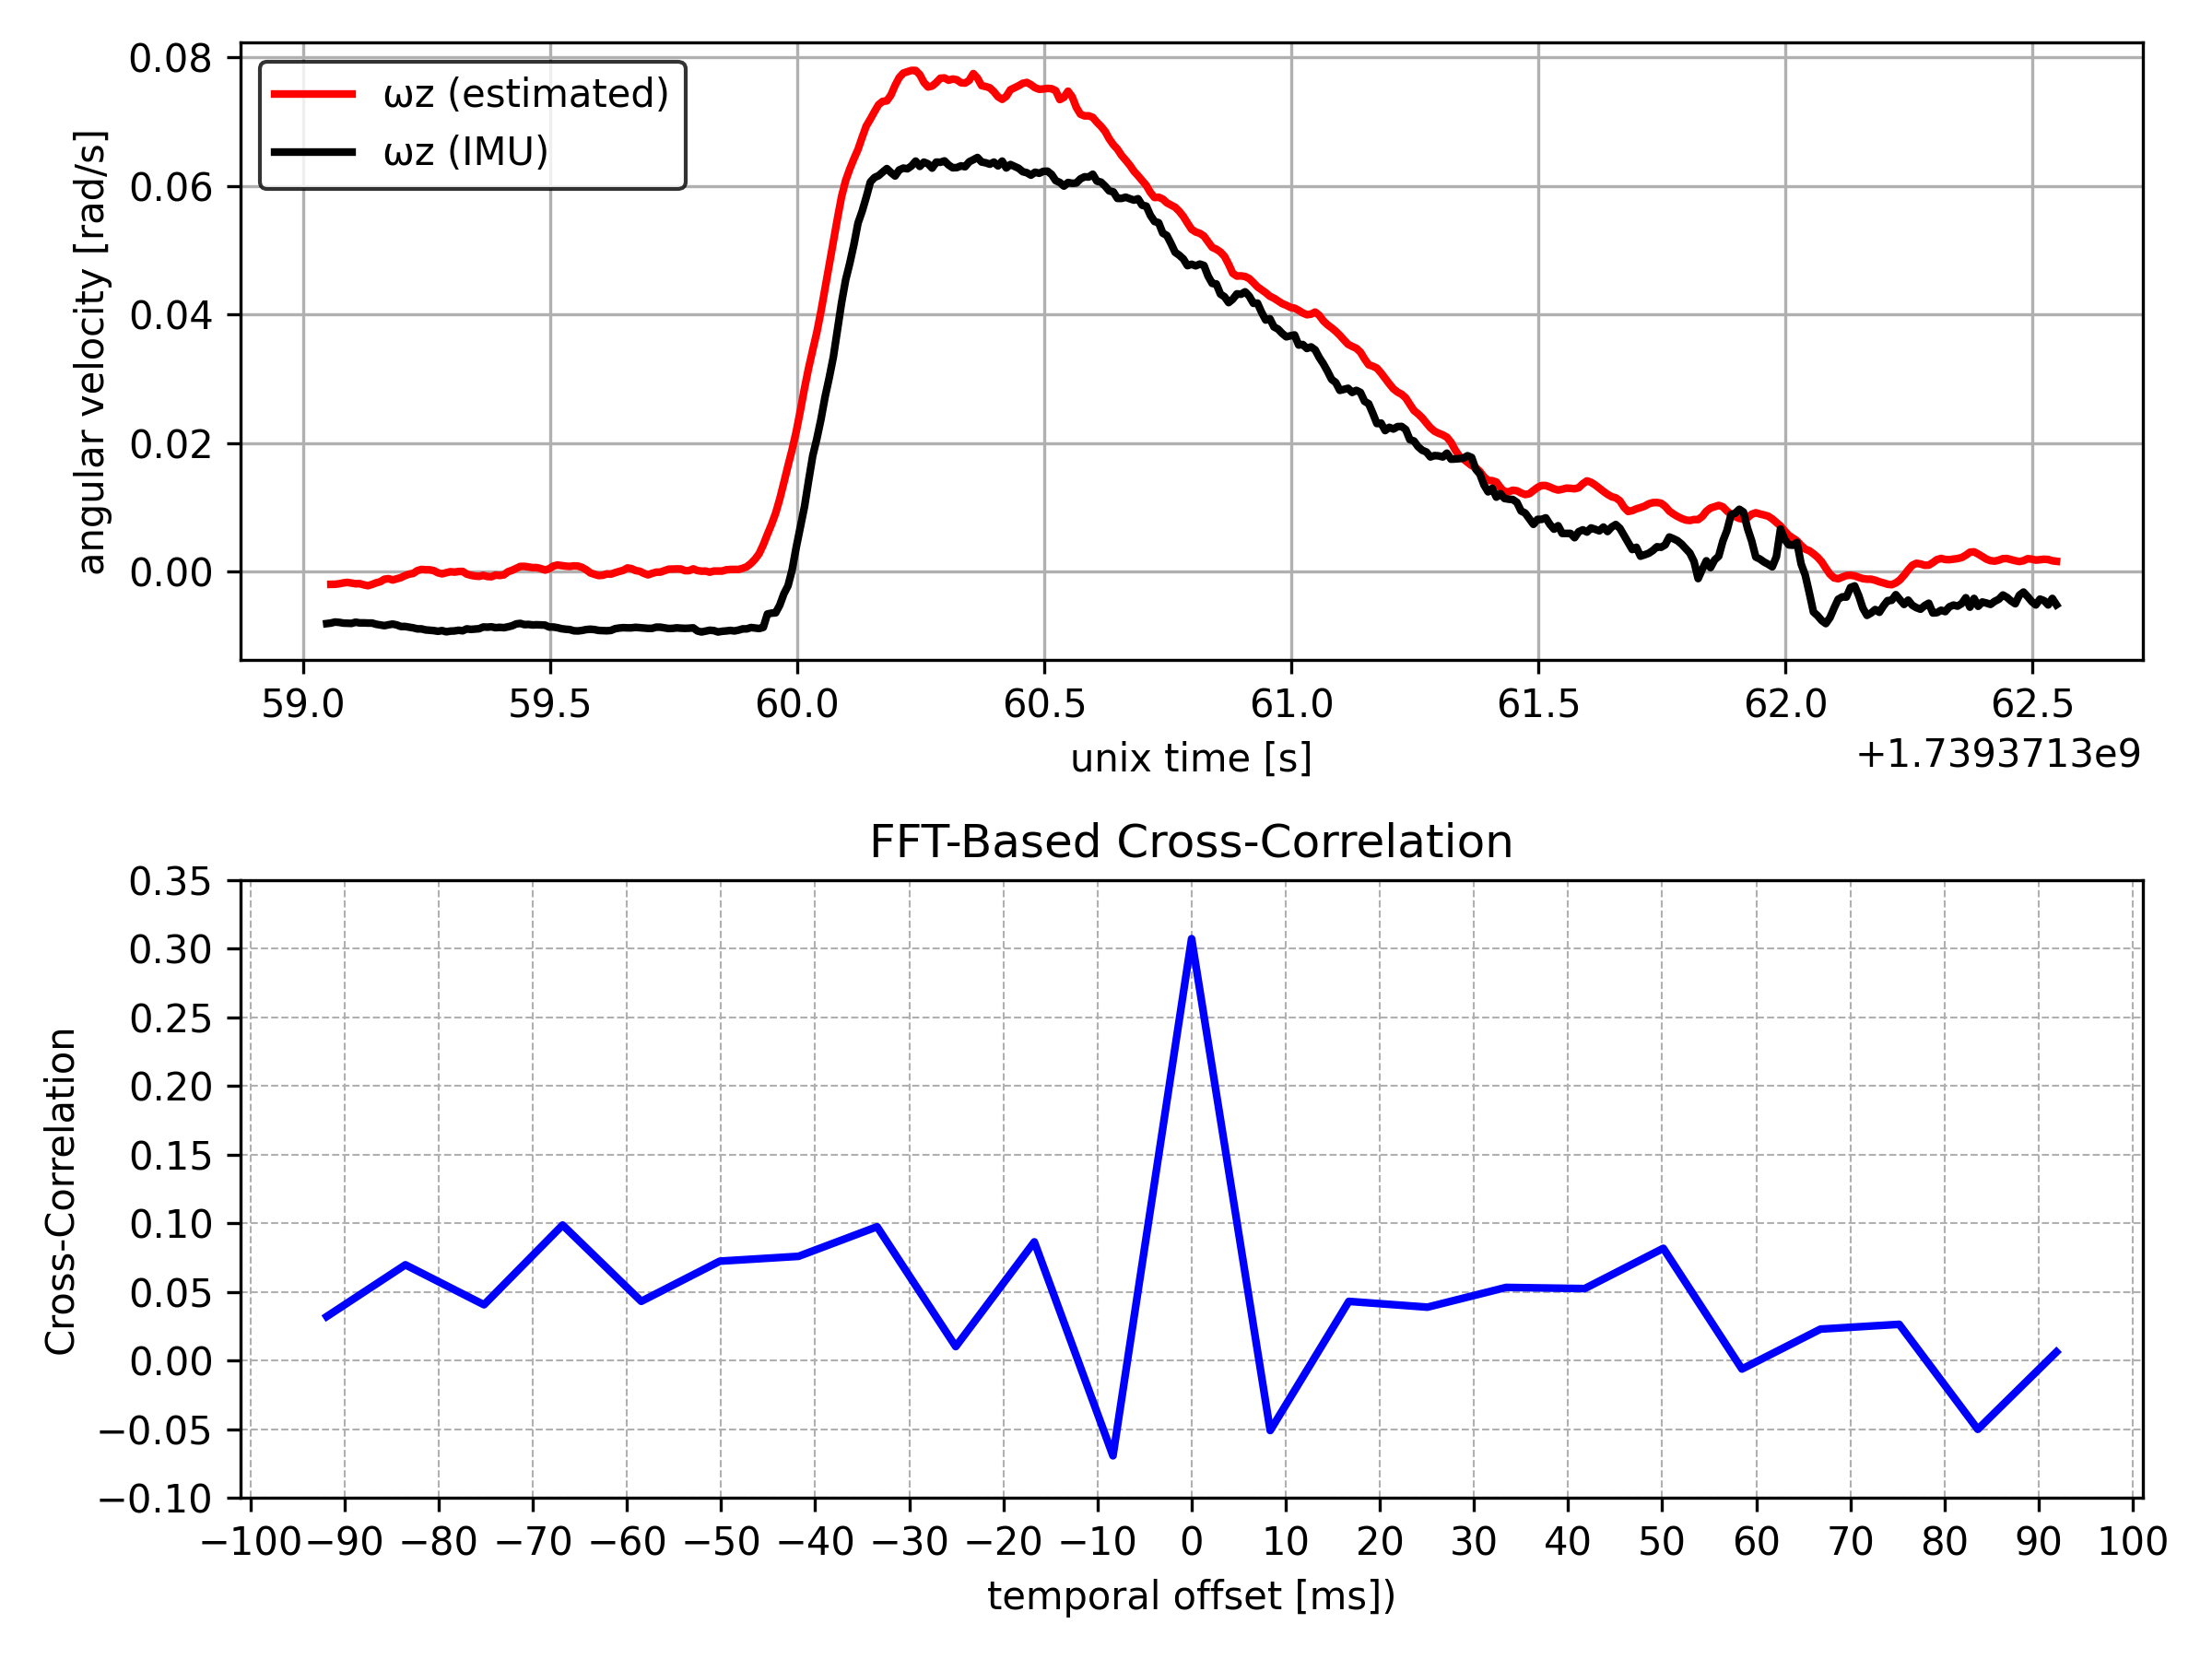 0.08
0.06
0.04
0.02
0.00
angular velocity [rad/s]
ωz (estimated)
ωz (IMU)
59.0 59.5 60.0 60.5 61.0 61.5 62.0 62.5
unix time [s]
+1.7393713e9
FFT-Based Cross-Correlation
0.35
0.30
0.25
0.20
0.15
0.10
0.05
0.00
−0.05
−0.10
Cross-Correlation
−100 −90 −80 −70 −60 −50 −40 −30 −20 −10 0 10 20 30 40 50 60 70 80 90 100
temporal offset [ms])